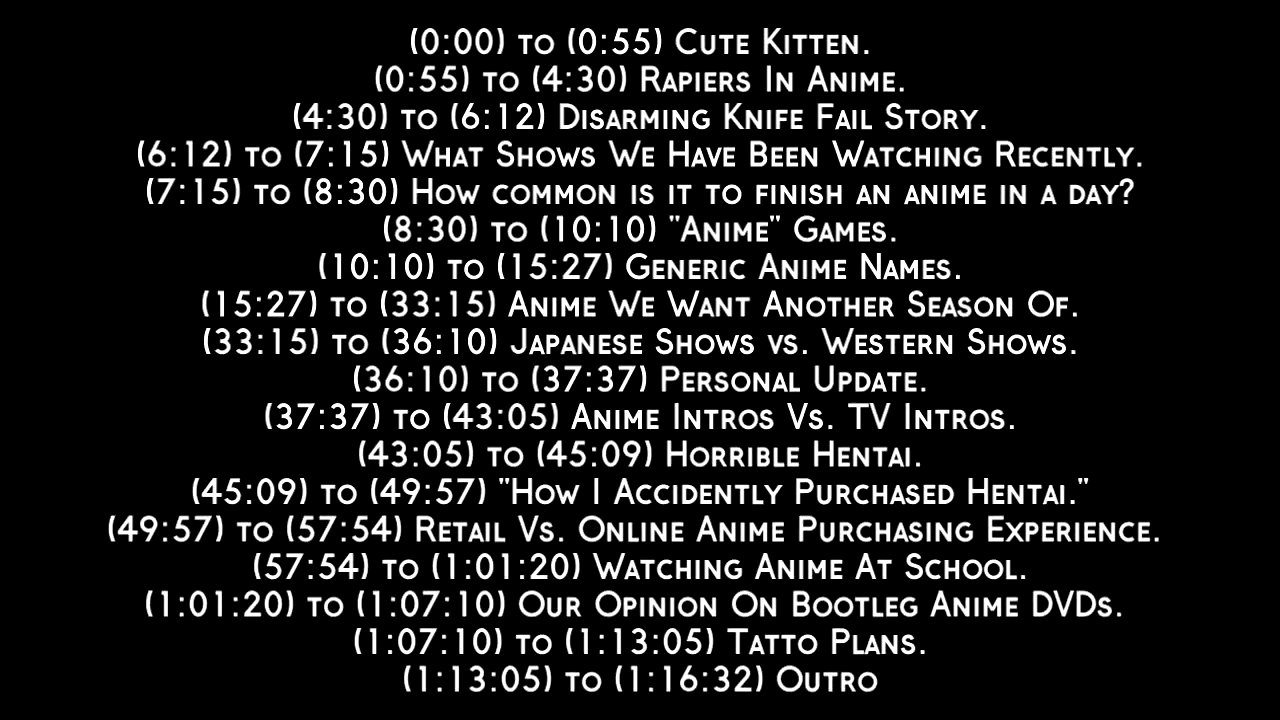 (0:00) to (0:55) Cute Kitten.
(0:55) to (4:30) Rapiers In Anime.
(4:30) to (6:12) Disarming Knife Fail Story.
(6:12) to (7:15) What Shows We Have Been Watching Recently.
(7:15) to (8:30) How common is it to finish an anime in a day?
(8:30) to (10:10) "Anime" Games.
(10:10) to (15:27) Generic Anime Names.
(15:27) to (33:15) Anime We Want Another Season Of.
(33:15) to (36:10) Japanese Shows vs. Western Shows.
(36:10) to (37:37) Personal Update.
(37:37) to (43:05) Anime Intros Vs. TV Intros.
(43:05) to (45:09) Horrible Hentai.
(45:09) to (49:57) "How I Accidently Purchased Hentai."
(49:57) to (57:54) Retail Vs. Online Anime Purchasing Experience.
(57:54) to (1:01:20) Watching Anime At School.
(1:01:20) to (1:07:10) Our Opinion On Bootleg Anime DVDs.
(1:07:10) to (1:13:05) Tatto Plans.
(1:13:05) to (1:16:32) Outro